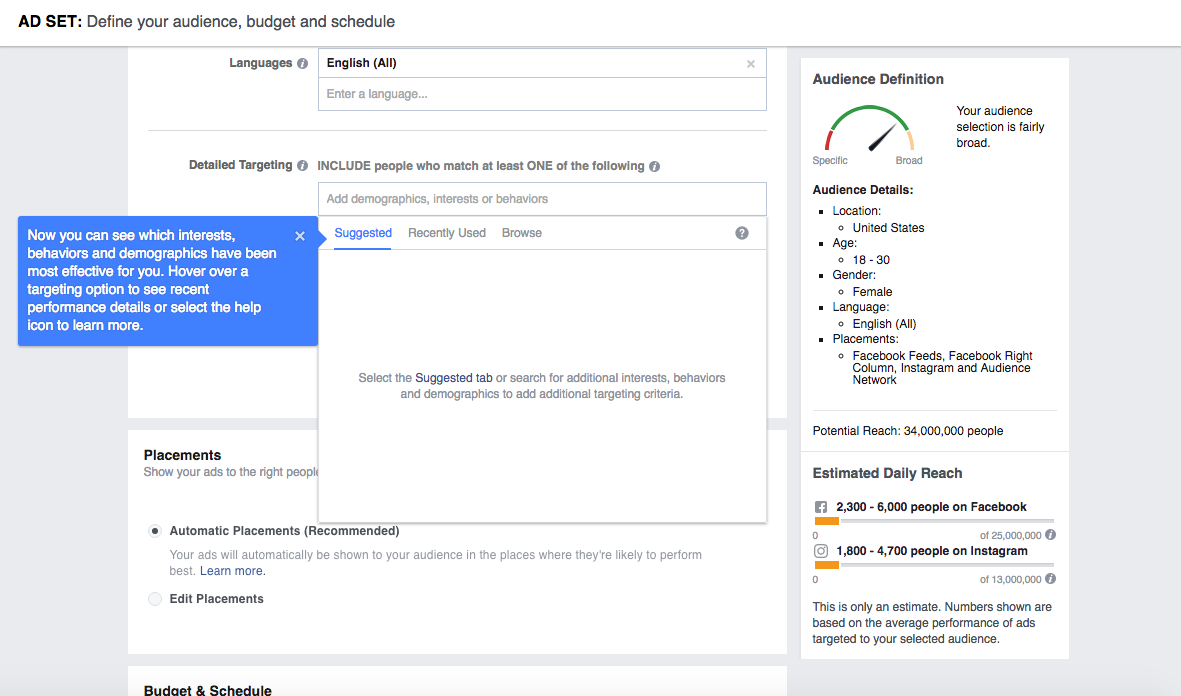 AD SET: Define your audience, budget and schedule
Languages
English (All)
Enter a language...
Detailed Targeting
INCLUDE people who match at least ONE of the following
Add demographics, interests or behaviors
Suggested Recently Used Browse
Now you can see which interests,
behaviors and demographics have been
most effective for you. Hover over a
targeting option to see recent
performance details or select the help
icon to learn more.
Select the Suggested tab or search for additional interests, behaviors
and demographics to add additional targeting criteria.
Placements
Show your ads to the right people
Automatic Placements (Recommended)
Your ads will automatically be shown to your audience in the places where they're likely to perform
best. Learn more.
Edit Placements
Budget & Schedule
Audience Definition
Specific
Broad
Your audience
selection is fairly
broad.
Audience Details:
Location:
United States
Age:
18 - 30
Gender:
Female
Language:
English (All)
Placements:
Facebook Feeds, Facebook Right
Column, Instagram and Audience
Network
Potential Reach: 34,000,000 people
Estimated Daily Reach
2,300 - 6,000 people on Facebook
0
of 25,000,000
1,800 - 4,700 people on Instagram
0
of 13,000,000
This is only an estimate. Numbers shown are
based on the average performance of ads
targeted to your selected audience.